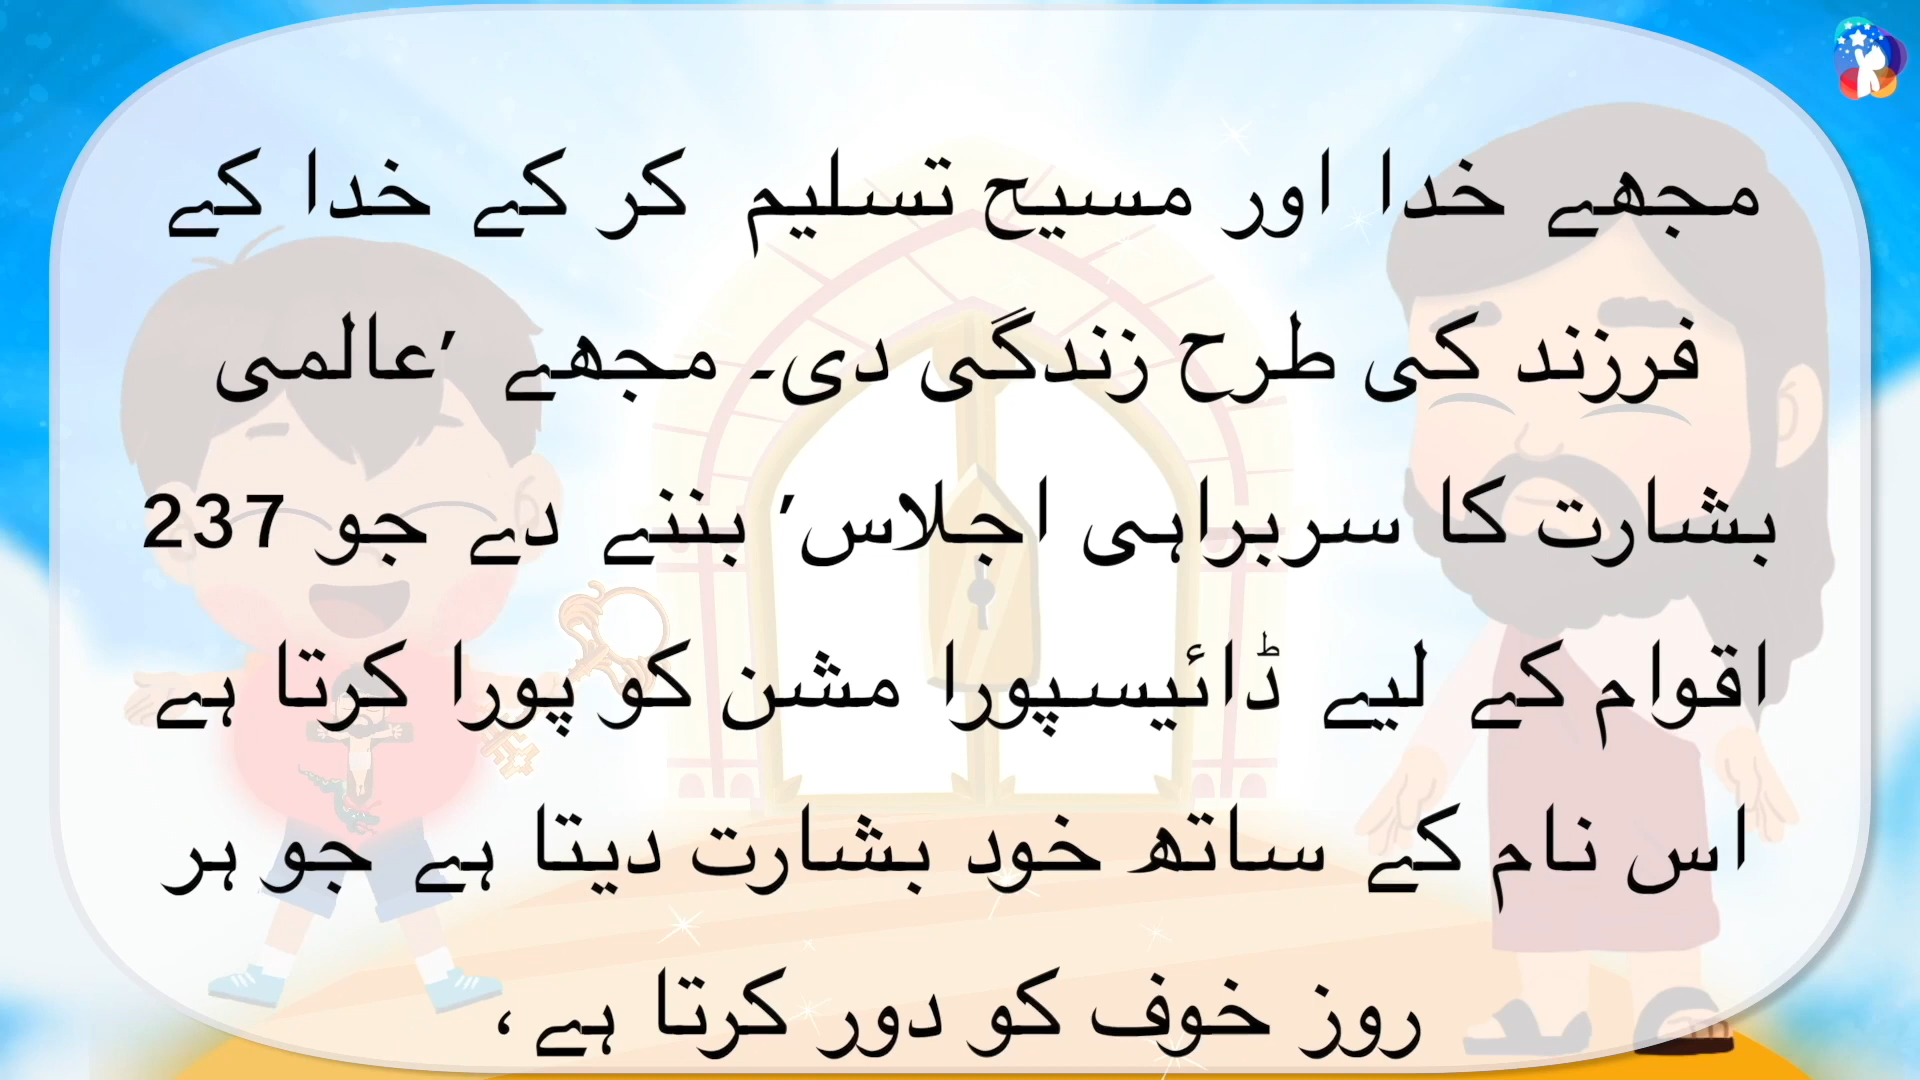 مجھے خدا اور مسیح تسلیم کر کے خدا کے
فرزند کی طرح زندگی دی۔ مجھے ’عالمی
بشارت کا سربراہی اجلاس’ بننے دے جو 237
اقوام کے لیے ڈائیسپورا مشن کو پورا کرتا ہے
اس نام کے ساتھ خود بشارت دیتا ہے جو ہر
روز خوف کو دور کرتا ہے،